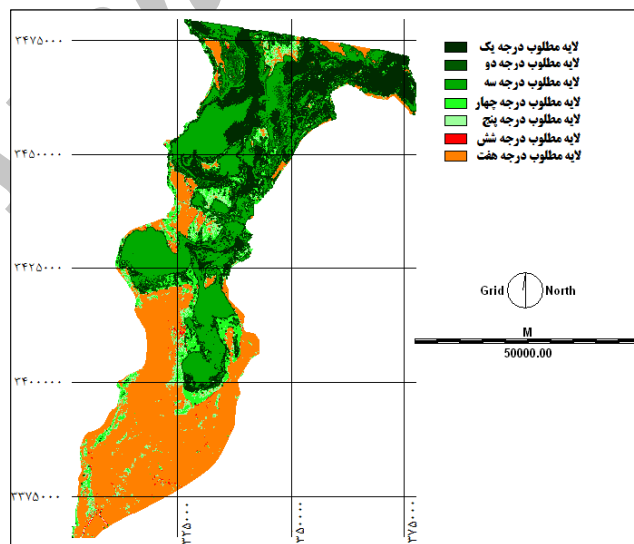 ۳۴۷۵۰۰۰
۳۴۵۰۰۰۰
۳۴۲۵۰۰۰
۳۴۰۰۰۰۰
۳۳۷۵۰۰۰
۳۲۵۰۰۰
۳۵۰۰۰۰
۳۷۵۰۰۰
لایه مطلوب درجه یک
لایه مطلوب درجه دو
لایه مطلوب درجه سه
لایه مطلوب درجه چهار
لایه مطلوب درجه پنج
لایه مطلوب درجه شش
لایه مطلوب درجه هفت
Grid North
M
50000.00